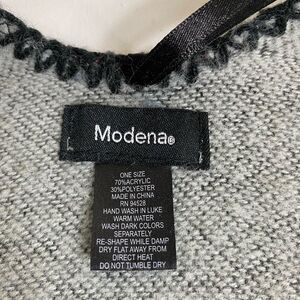 Modena®
ONE SIZE
70%ACRYLIC
30%POLYESTER
MADE IN CHINA
RN 94528
HAND WASH IN LUKE
WARM WATER
WASH DARK COLORS
SEPARATELY
RE-SHAPE WHILE DAMP
DRY FLAT AWAY FROM
DIRECT HEAT
DO NOT TUMBLE DRY